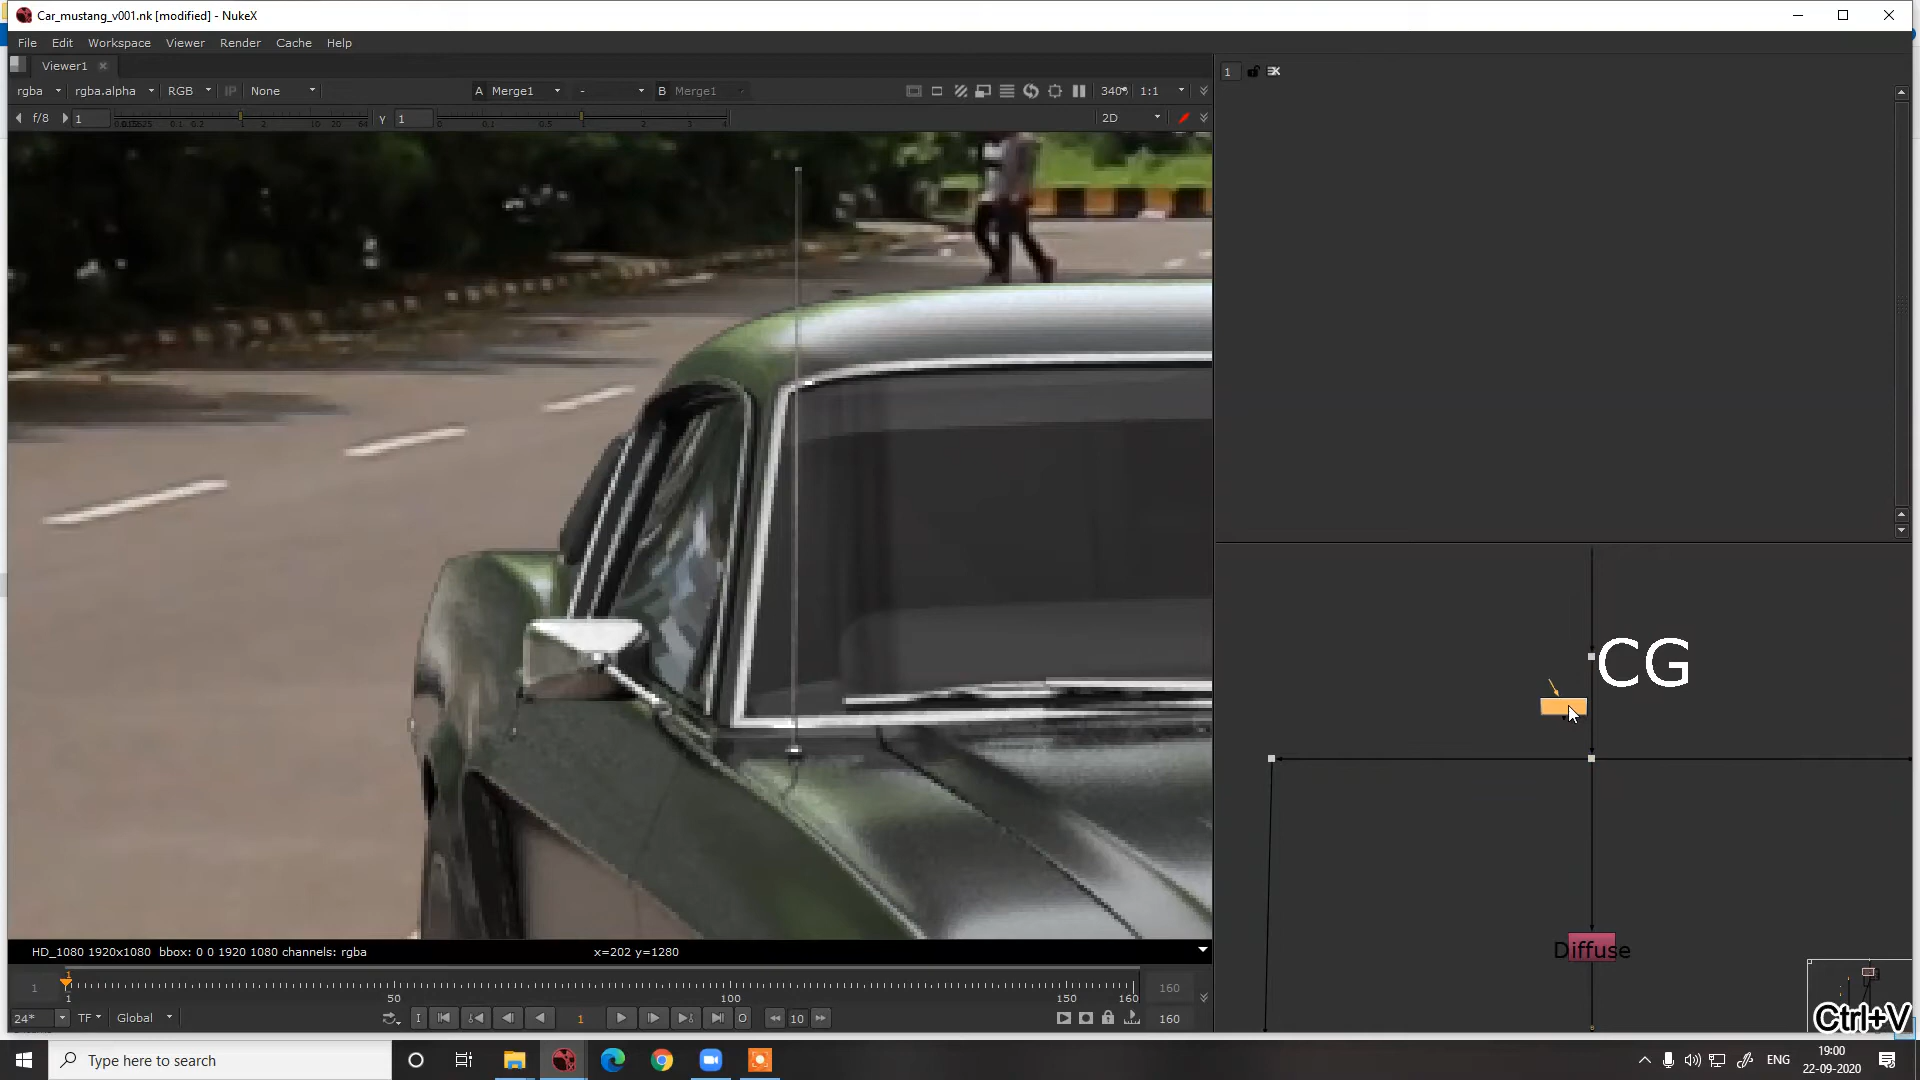 Car_mustang_v001.nk [modified] - NukeX
File Edit Workspace Viewer Render Cache Help
Viewer1
1
rgba rgba.alpha RGB IP None A Merge1 - B Merge1 1:1
f/8 1 Y 1 2D
CG
Diffuse
HD_1080 1920x1080 bbox: 0 0 1920 1080 channels: rgba x=202 y=1280
1
1 1 50 100 150 160 160
24* TF Global I 1 O 10 160
Ctrl+V
Type here to search
ENG
19:00
22-09-2020